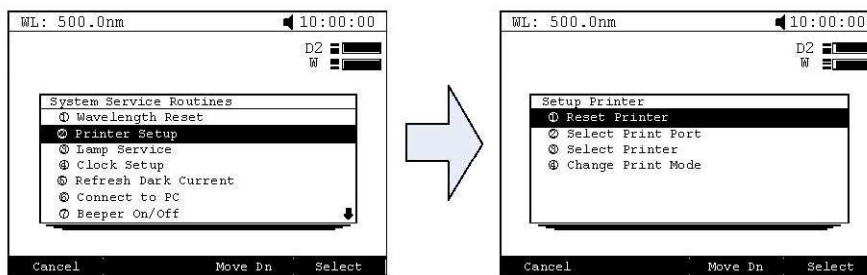 WL: 500.0nm 10:00:00
D2
W
System Service Routines
① Wavelength Reset
② Printer Setup
③ Lamp Service
④ Clock Setup
⑤ Refresh Dark Current
⑥ Connect to PC
⑦ Beeper On/Off
Cancel Move Dn Select
WL: 500.0nm 10:00:00
D2
W
Setup Printer
① Reset Printer
② Select Print Port
③ Select Printer
④ Change Print Mode
Cancel Move Dn Select